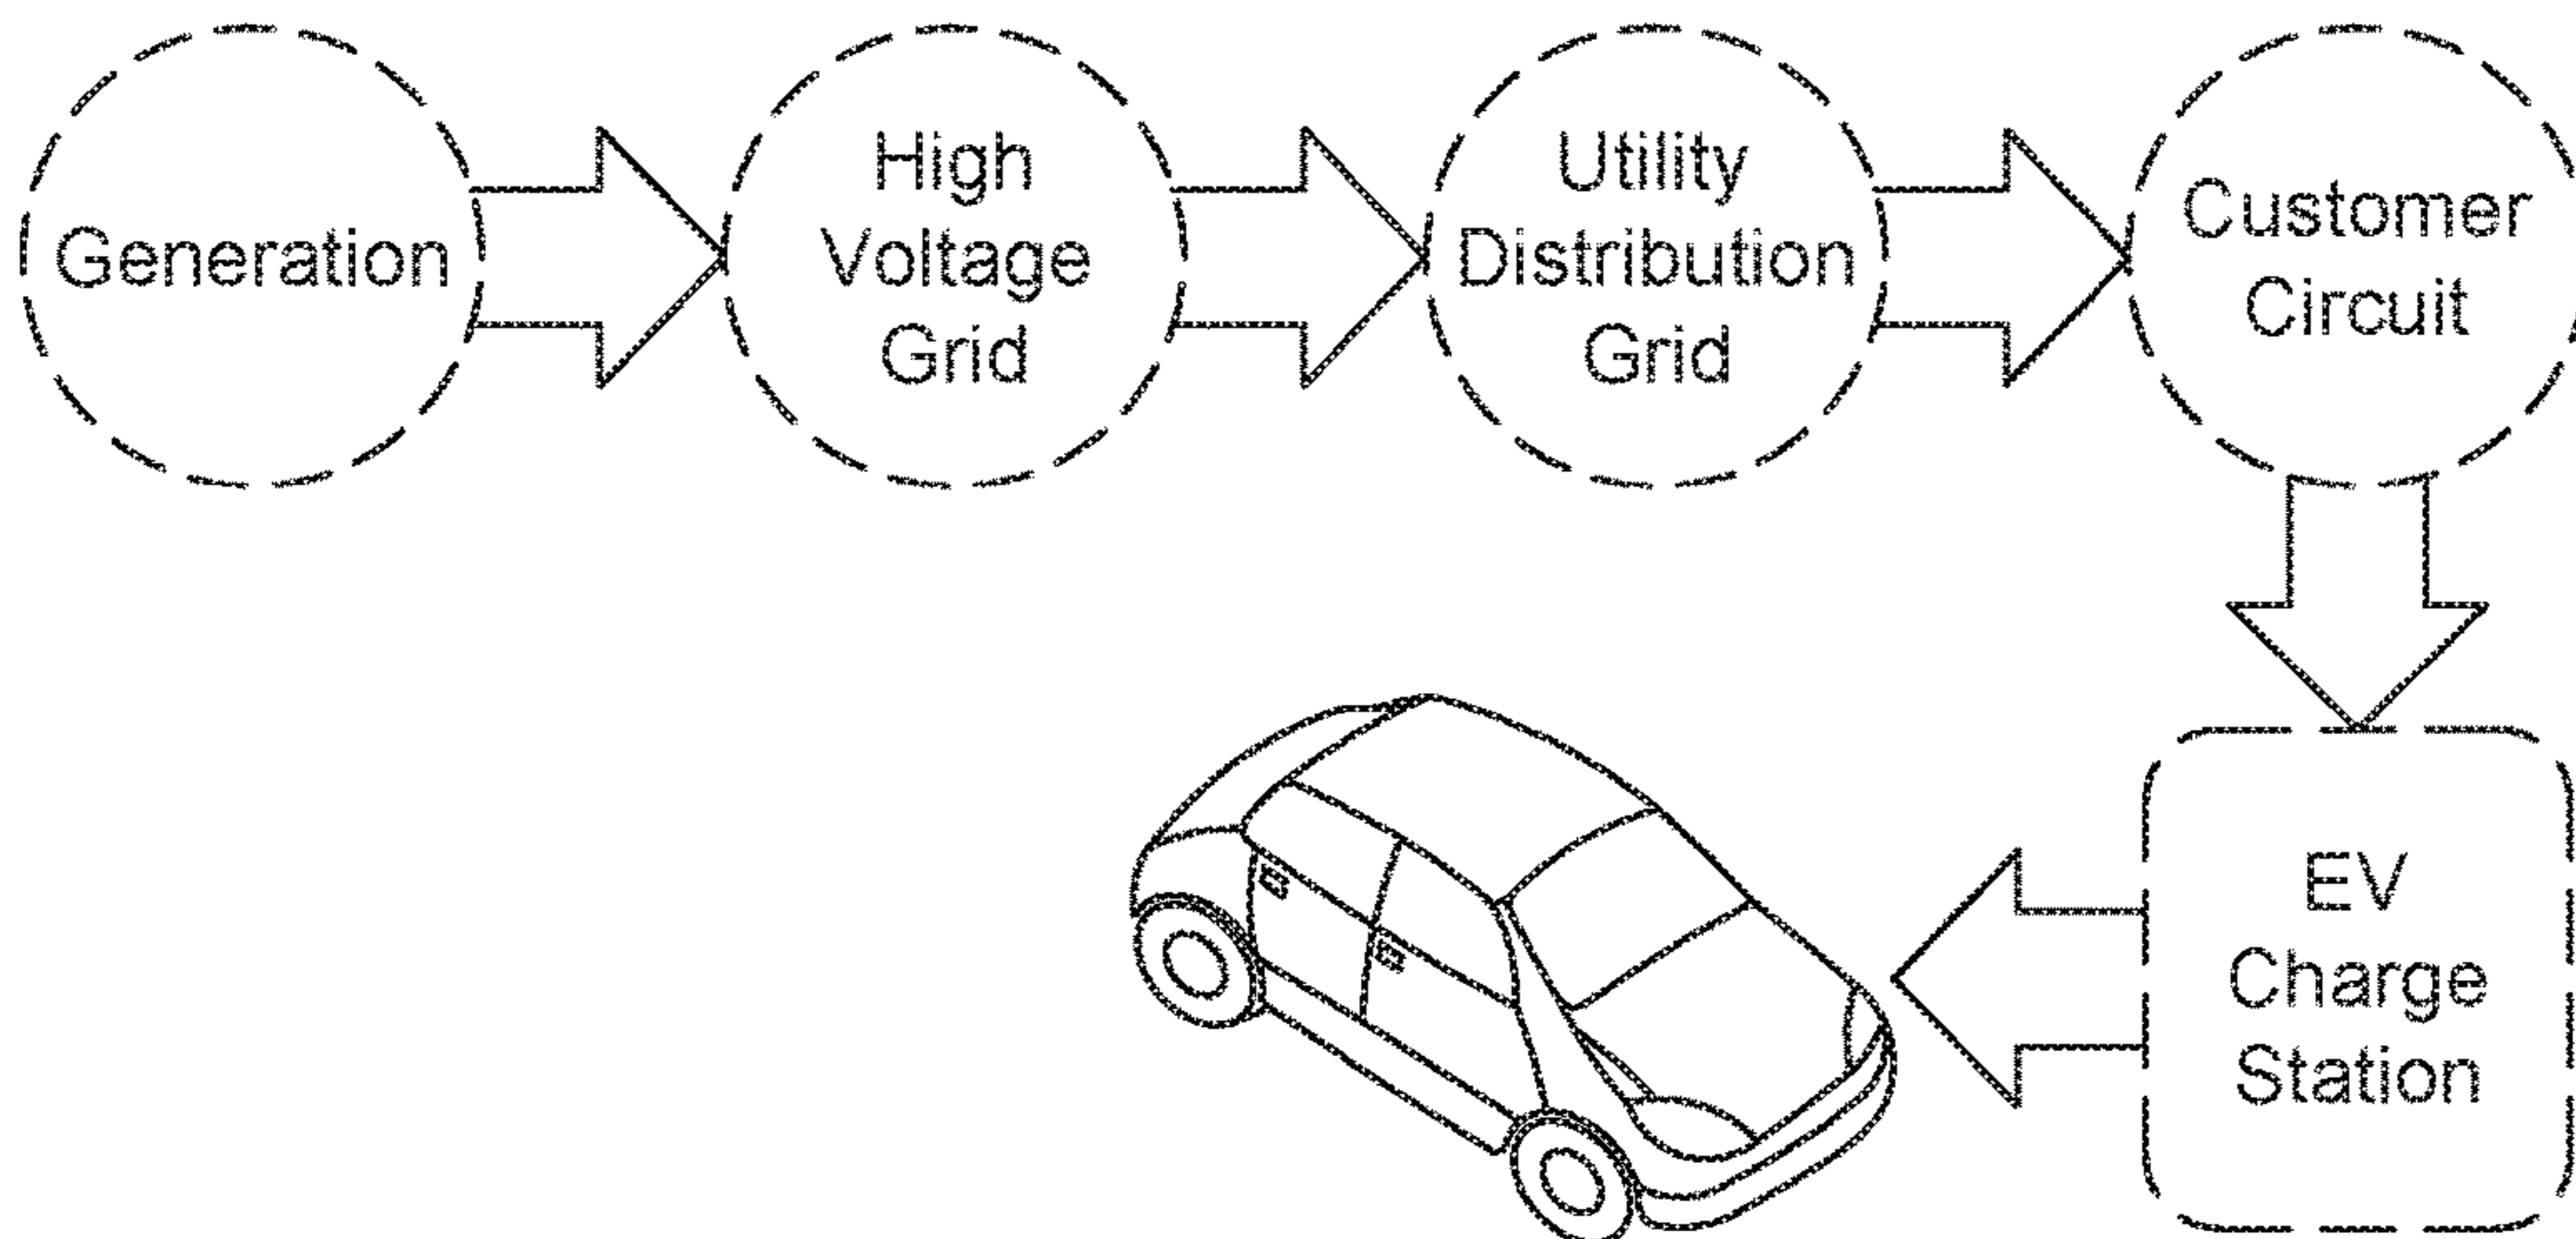 Generation
High
Voltage
Grid
Utility
Distribution
Grid
Customer
Circuit
EV
Charge
Station